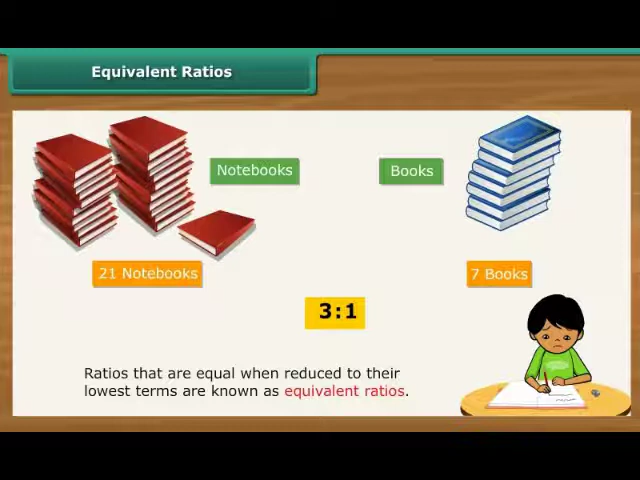 Equivalent Ratios
Notebooks
Books
21 Notebooks
7 Books
3:1
Ratios that are equal when reduced to their
lowest terms are known as equivalent ratios.